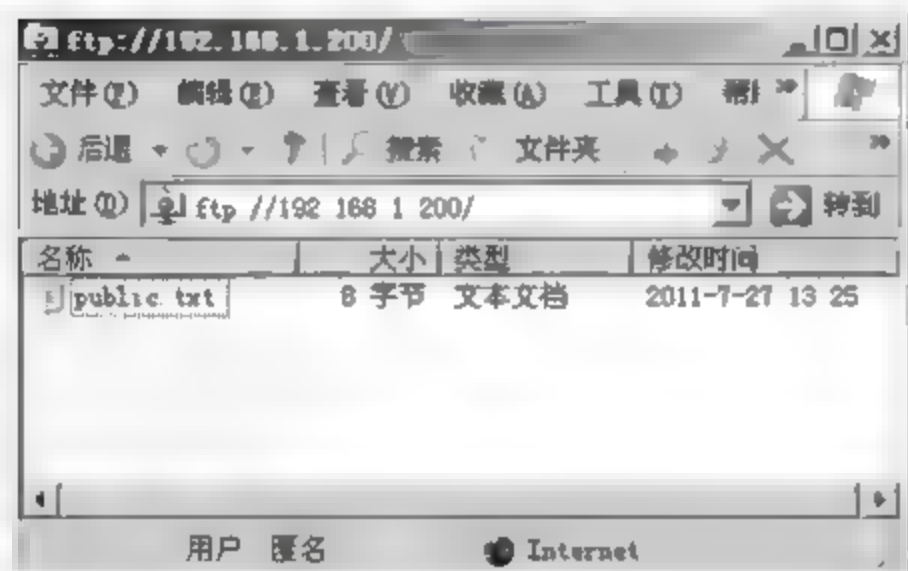 ftp://192.168.1.200/
文件(F) 编辑(E) 查看(V) 收藏(A) 工具(T) 帮 »
后退 搜索 文件夹 »
地址(D) ftp //192 168 1 200/ 转到
名称 大小 类型 修改时间
public.txt 8 字节 文本文档 2011-7-27 13 25
用户 匿名 Internet